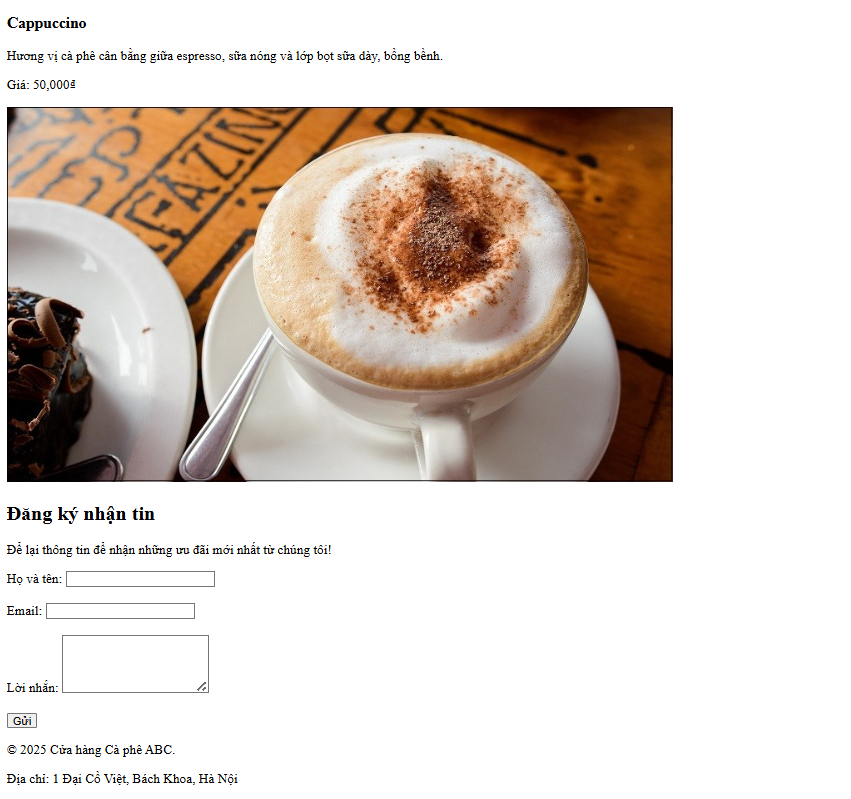 Cappuccino
Hương vị cà phê cân bằng giữa espresso, sữa nóng và lớp bọt sữa dày, bồng bềnh.
Giá: 50,000₫
Đăng ký nhận tin
Để lại thông tin để nhận những ưu đãi mới nhất từ chúng tôi!
Họ và tên:
Email:
Lời nhắn:
Gửi
© 2025 Cửa hàng Cà phê ABC.
Địa chỉ: 1 Đại Cồ Việt, Bách Khoa, Hà Nội